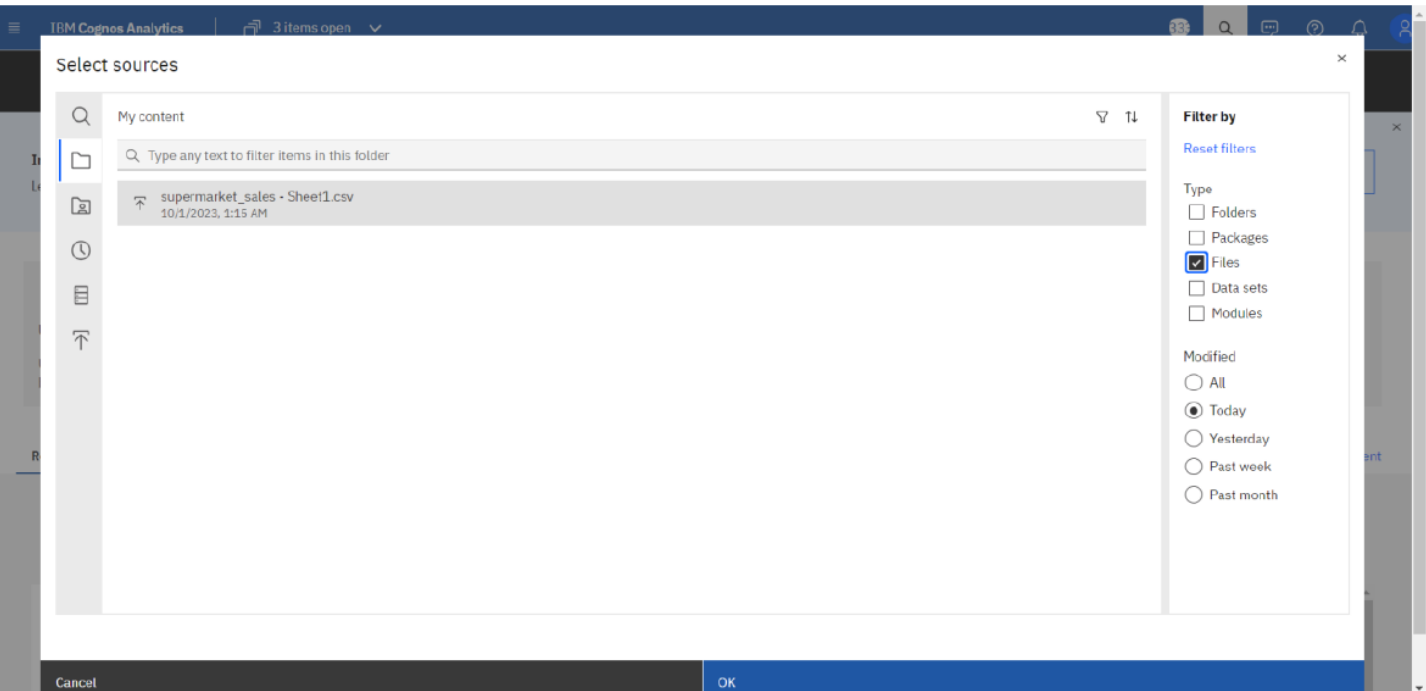 IBM Cognos Analytics
3 items open
Select sources
My content
Type any text to filter items in this folder
supermarket_sales - Sheet1.csv
10/1/2023, 1:15 AM
Filter by
Reset filters
Type
Folders
Packages
Files
Data sets
Modules
Modified
All
Today
Yesterday
Past week
Past month
Cancel
OK